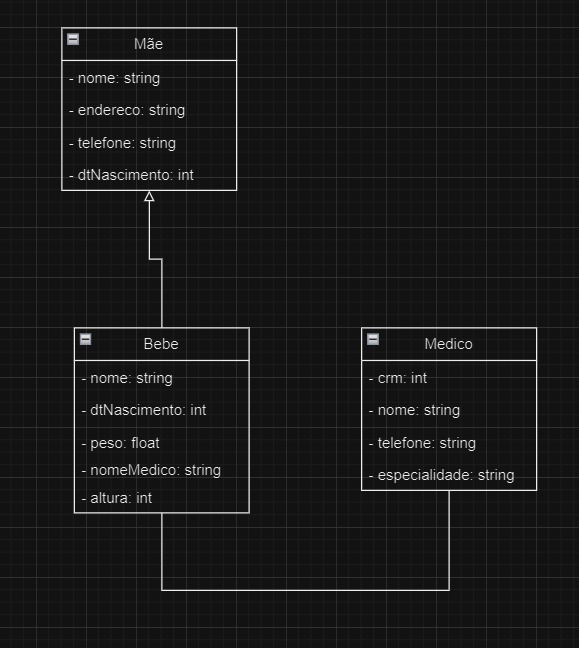 Mãe
- nome: string
- endereco: string
- telefone: string
- dtNascimento: int
Bebe
- nome: string
- dtNascimento: int
- peso: float
- nomeMedico: string
- altura: int
Medico
- crm: int
- nome: string
- telefone: string
- especialidade: string